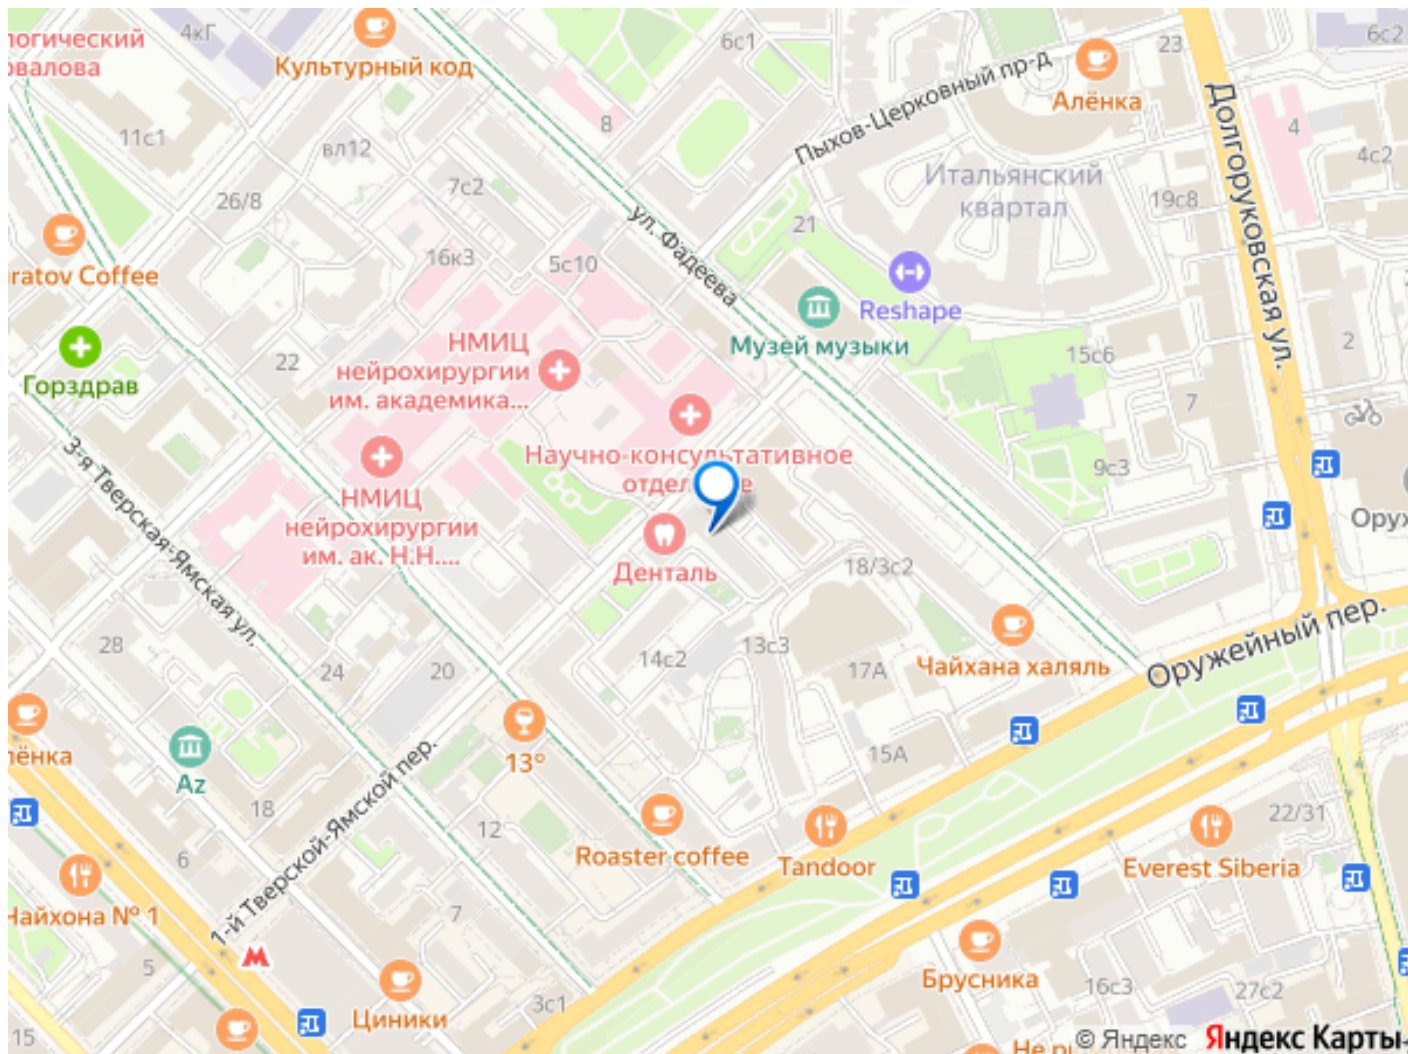 логический
овалова
4кГ
Культурный код
6с1
23
6с2
Алёнка
Пыхов-Церковный пр-д
Долгоруковская ул.
11с1
вл12
8
4
4с2
7с2
26/8
Итальянский
квартал
19с8
21
ул. Фадеева
16к3
5с10
ratov Coffee
Reshape
Музей музыки
15с6
2
22
НМИЦ
нейрохирургии
им. академика...
Горздрав
7
3-я Тверская-Ямская ул.
Научно-консультативное
9с3
НМИЦ
нейрохирургии
им. ак. Н.Н....
Денталь
18/3с2
Оружейный пер.
28
24
20
14с2
13с3
17А
Чайхана халяль
лёнка
Az
13°
15А
1-й Тверской-Ямской пер.
18
12
6
Roaster coffee
Tandoor
22/31
Everest Siberia
Чайхона № 1
7
5
Брусника
16с3
27с2
3с1
Циники
15
© Яндекс Яндекс Карты